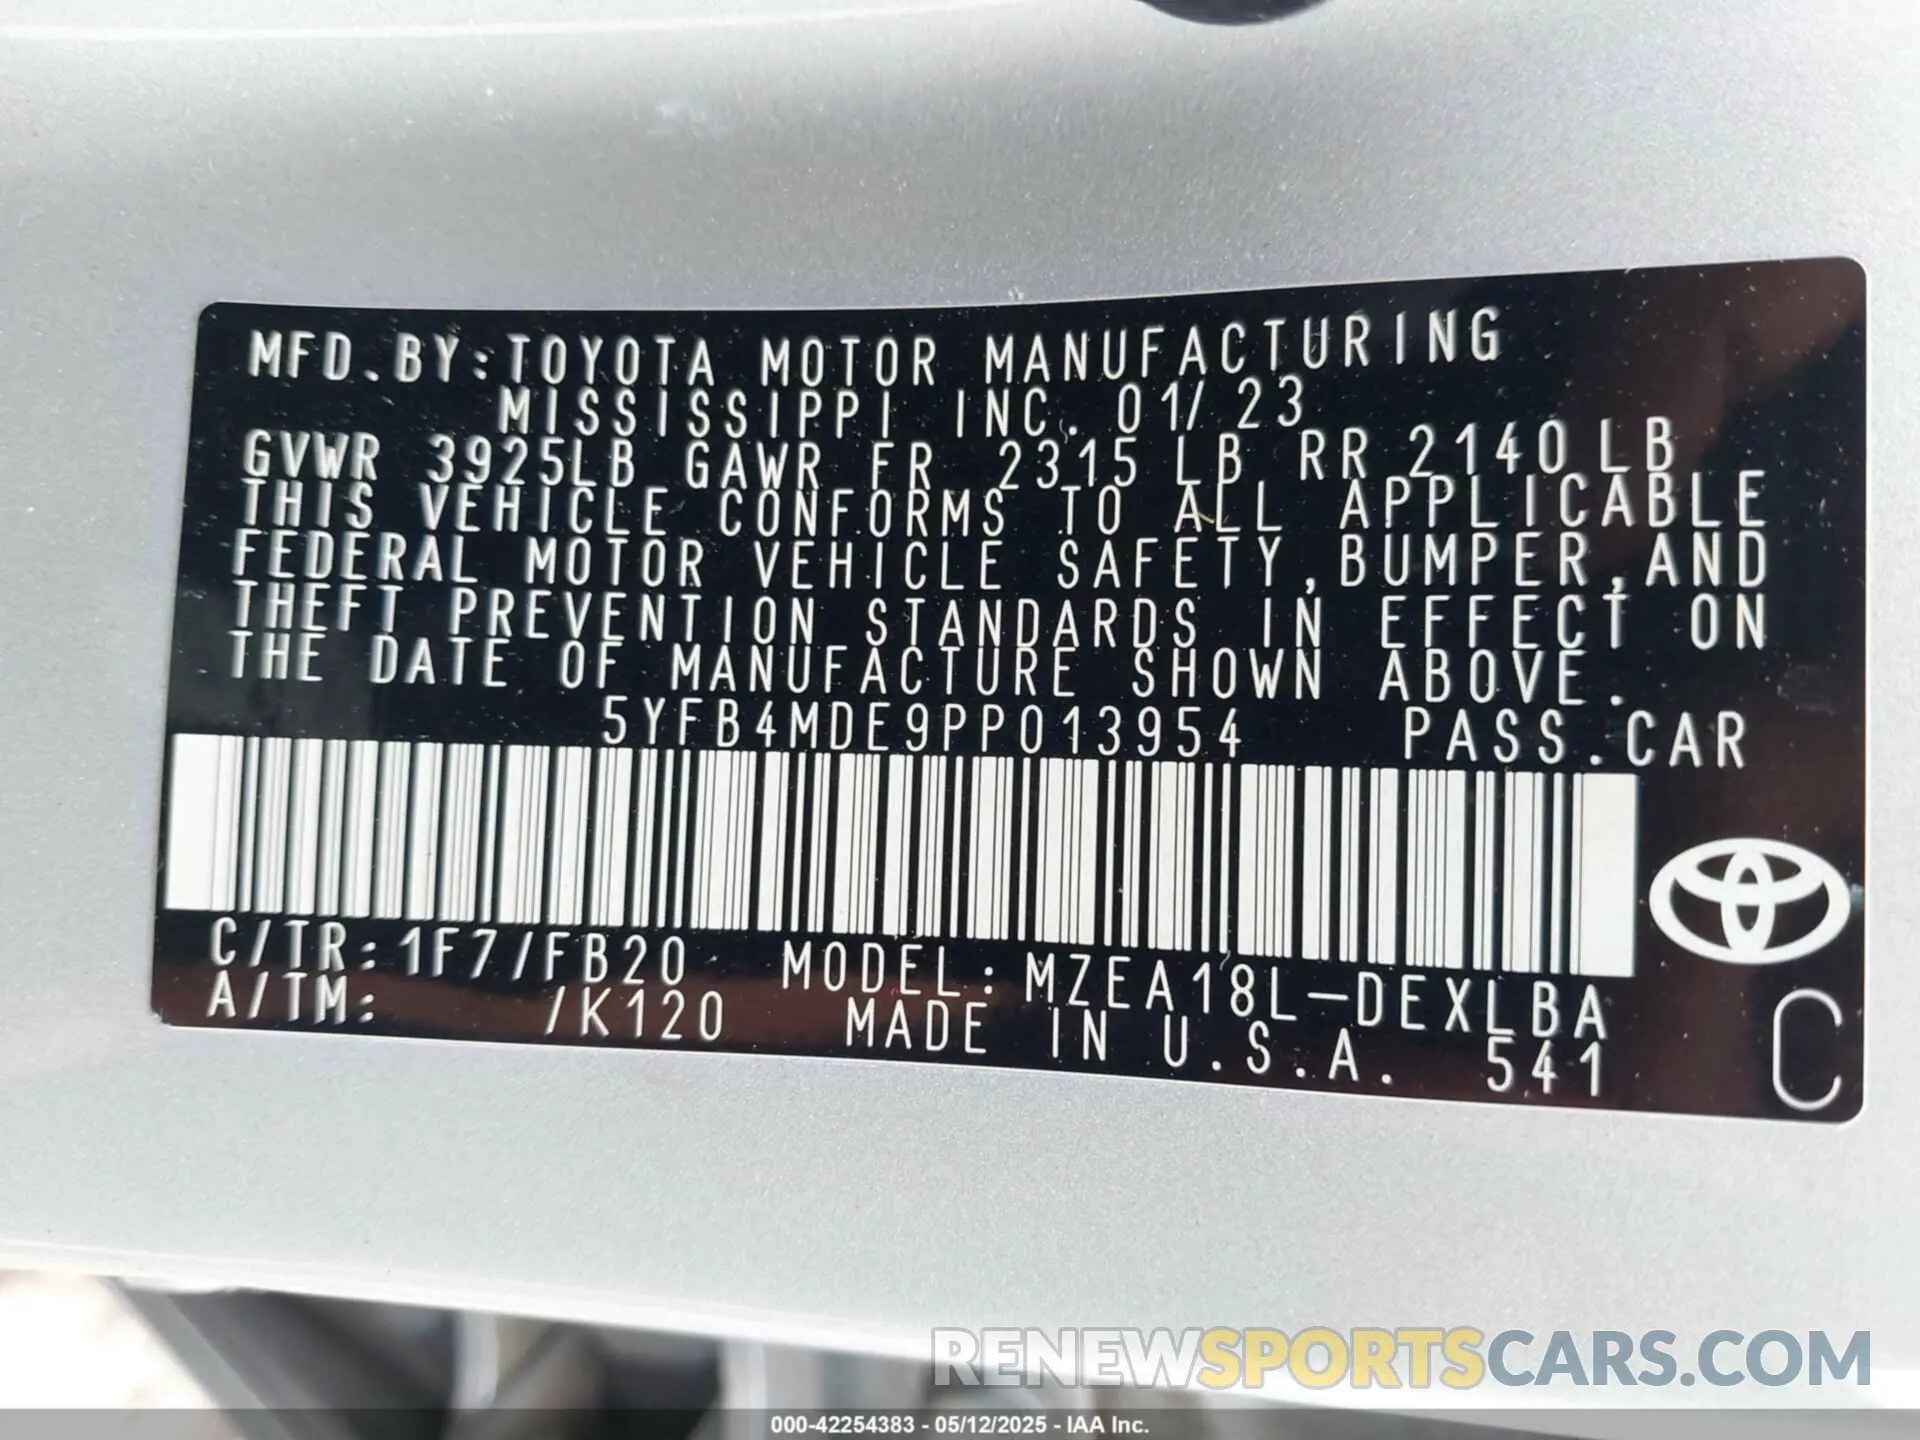 MFD.BY:TOYOTA MOTOR MANUFACTURING
MISSISSIPPI INC. 01/23
GVWR 3925LB GAWR FR 2315LB RR 2140LB
THIS VEHICLE CONFORMS TO ALL APPLICABLE
FEDERAL MOTOR VEHICLE SAFETY,BUMPER,AND
THEFT PREVENTION STANDARDS IN EFFECT ON
THE DATE OF MANUFACTURE SHOWN ABOVE.
5YFB4MDE9PP013954 PASS.CAR
C/TR:1F7/FB20 MODEL:MZEA18L-DEXLBA
A/TM: /K120 MADE IN U.S.A. 541
C
RENEWSPORTSCARS.COM
000-42254383 - 05/12/2025 - IAA Inc.